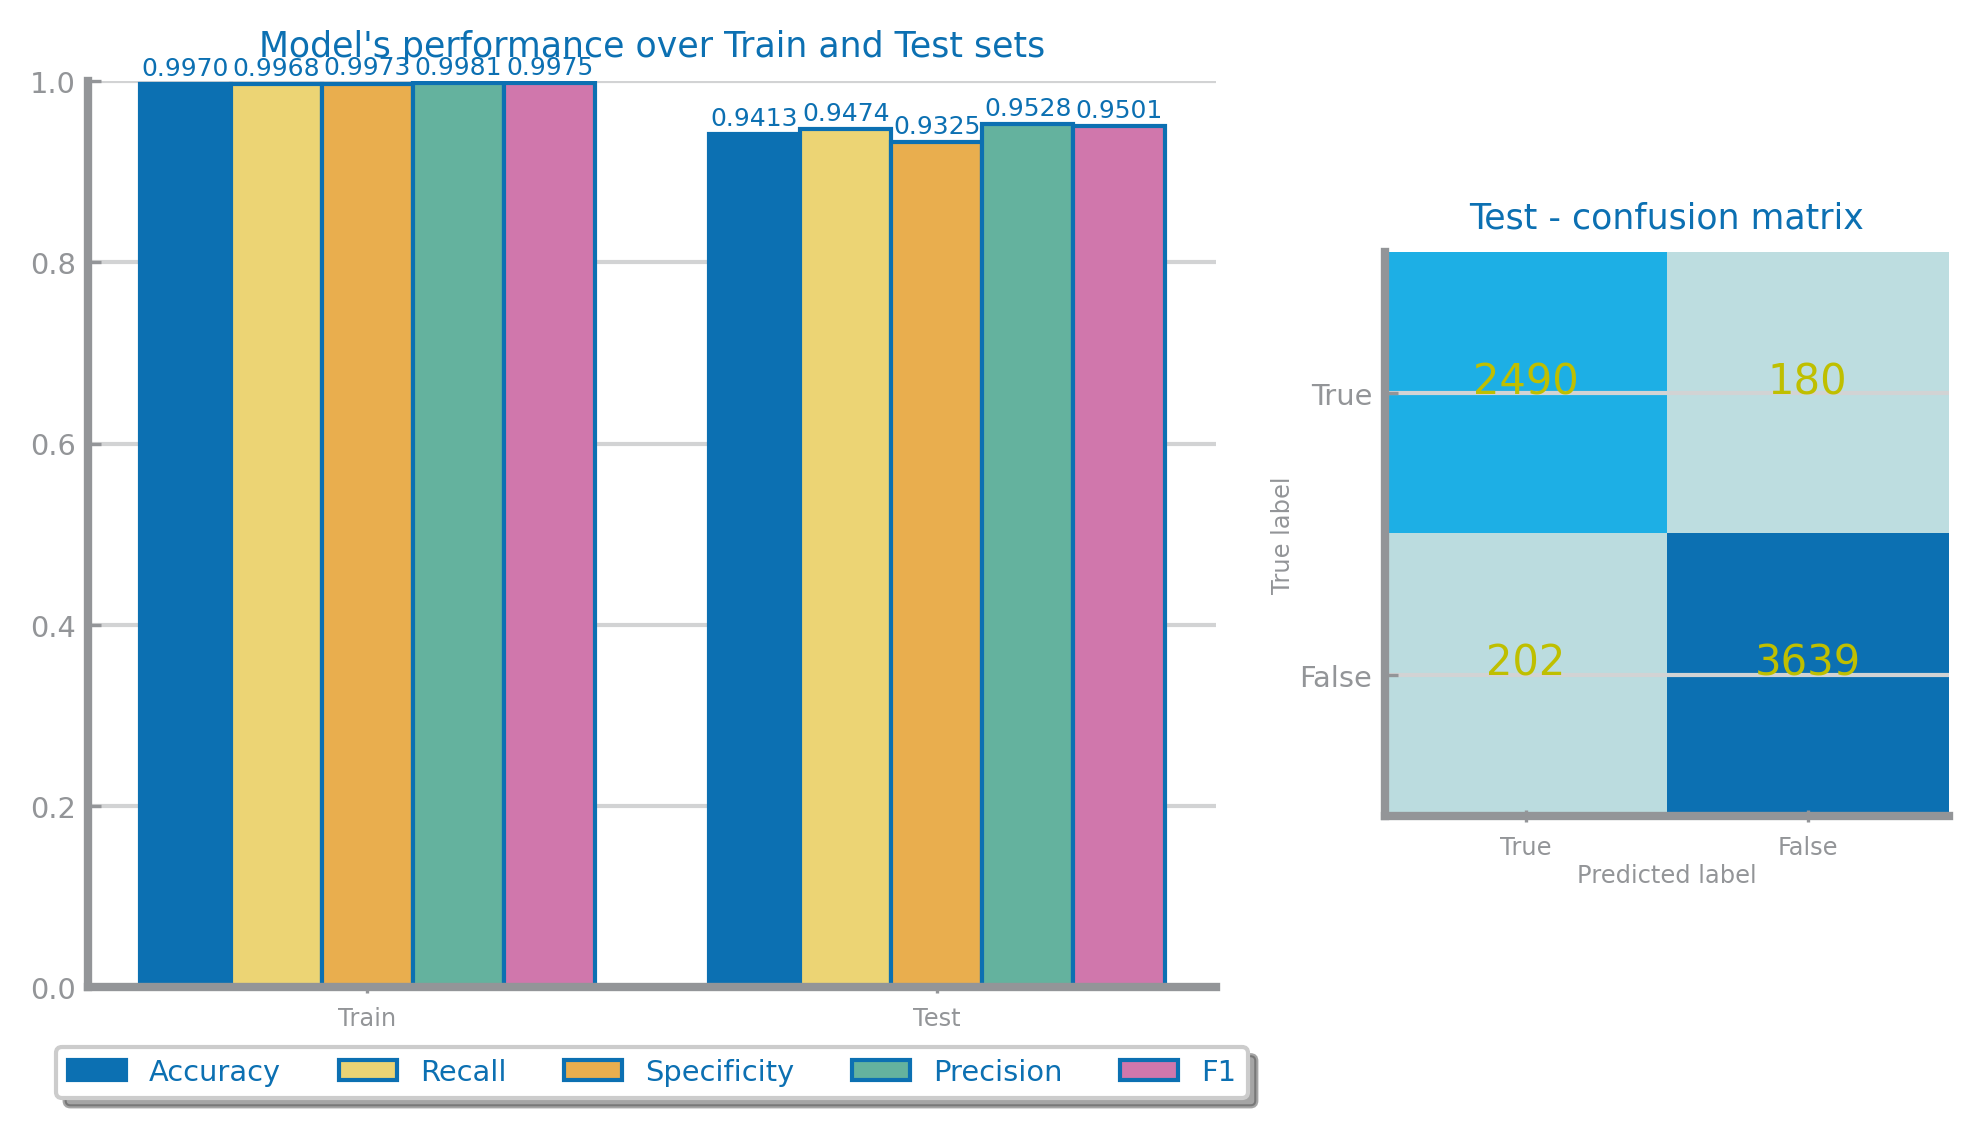 Model's performance over Train and Test sets
0.9970 0.9968 0.9973 0.9981 0.9975
0.9413 0.9474 0.9325 0.9528 0.9501
1.0
0.8
0.6
0.4
0.2
0.0
Train Test
Accuracy Recall Specificity Precision F1
Test - confusion matrix
True label
True 2490 180
False 202 3639
True False
Predicted label